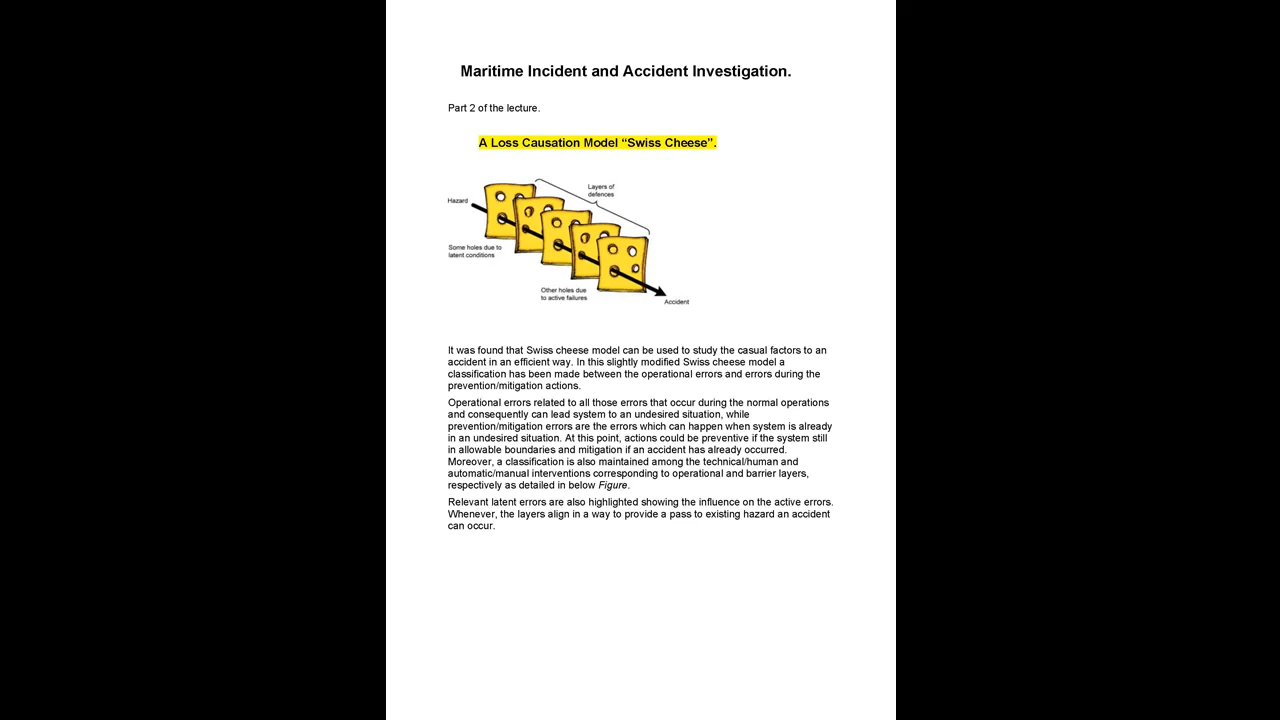 Maritime Incident and Accident Investigation.
Part 2 of the lecture.
A Loss Causation Model “Swiss Cheese”.
Layers of
defences
Hazard
Some holes due to
latent conditions
Other holes due
to active failures
Accident
It was found that Swiss cheese model can be used to study the casual factors to an
accident in an efficient way. In this slightly modified Swiss cheese model a
classification has been made between the operational errors and errors during the
prevention/mitigation actions.
Operational errors related to all those errors that occur during the normal operations
and consequently can lead system to an undesired situation, while
prevention/mitigation errors are the errors which can happen when system is already
in an undesired situation. At this point, actions could be preventive if the system still
in allowable boundaries and mitigation if an accident has already occurred.
Moreover, a classification is also maintained among the technical/human and
automatic/manual interventions corresponding to operational and barrier layers,
respectively as detailed in below Figure.
Relevant latent errors are also highlighted showing the influence on the active errors.
Whenever, the layers align in a way to provide a pass to existing hazard an accident
can occur.